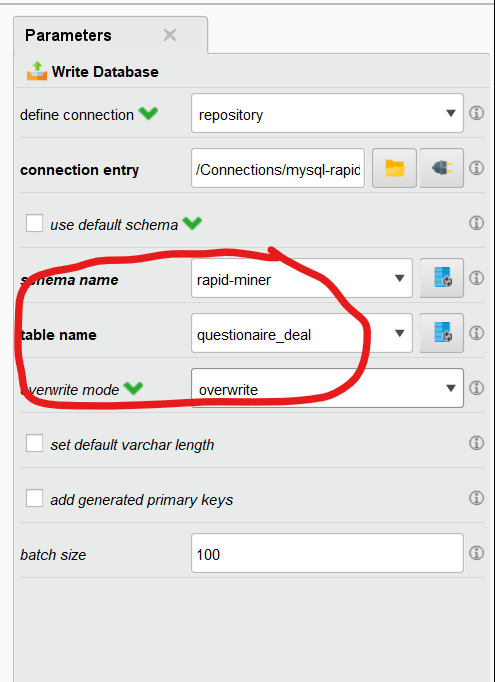 Parameters
Write Database
define connection
repository
connection entry
/Connections/mysql-rapid
use default schema
schema name
rapid-miner
table name
questionaire_deal
overwrite mode
overwrite
set default varchar length
add generated primary keys
batch size
100